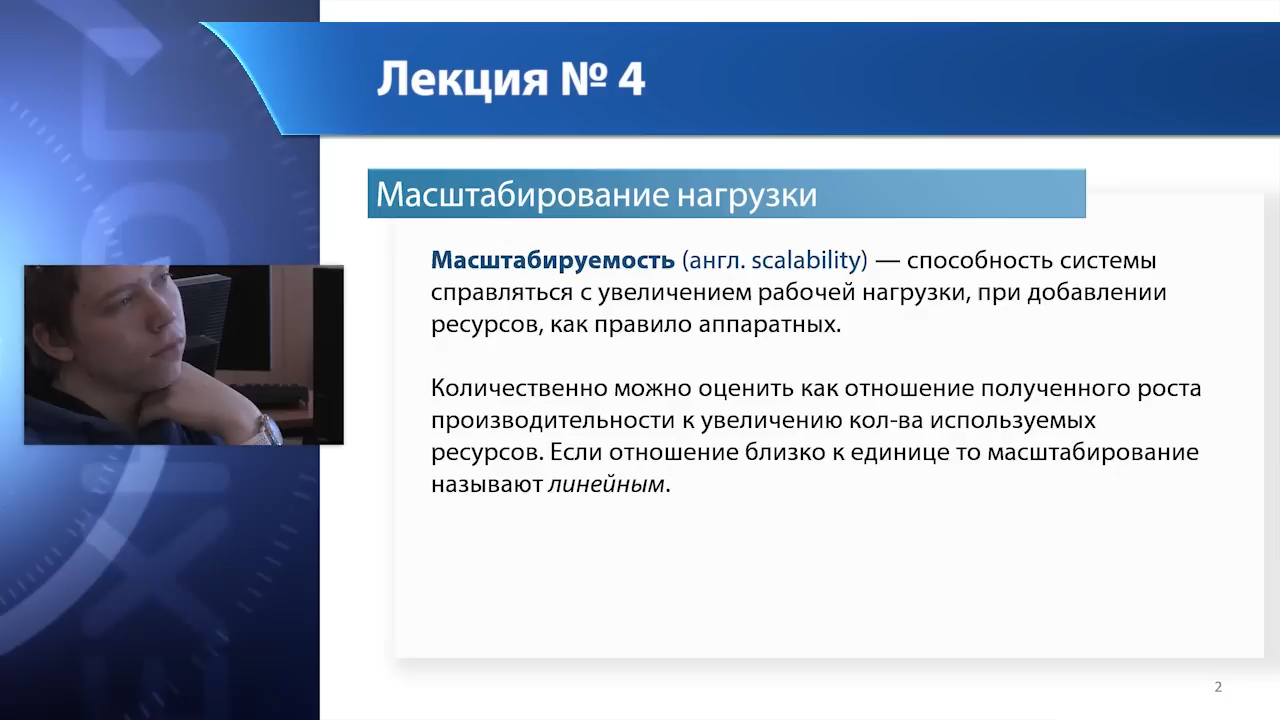 Лекция № 4
Масштабирование нагрузки
Масштабируемость (англ. scalability) — способность системы
справляться с увеличением рабочей нагрузки, при добавлении
ресурсов, как правило аппаратных.
Количественно можно оценить как отношение полученного роста
производительности к увеличению кол-ва используемых
ресурсов. Если отношение близко к единице то масштабирование
называют линейным.
2